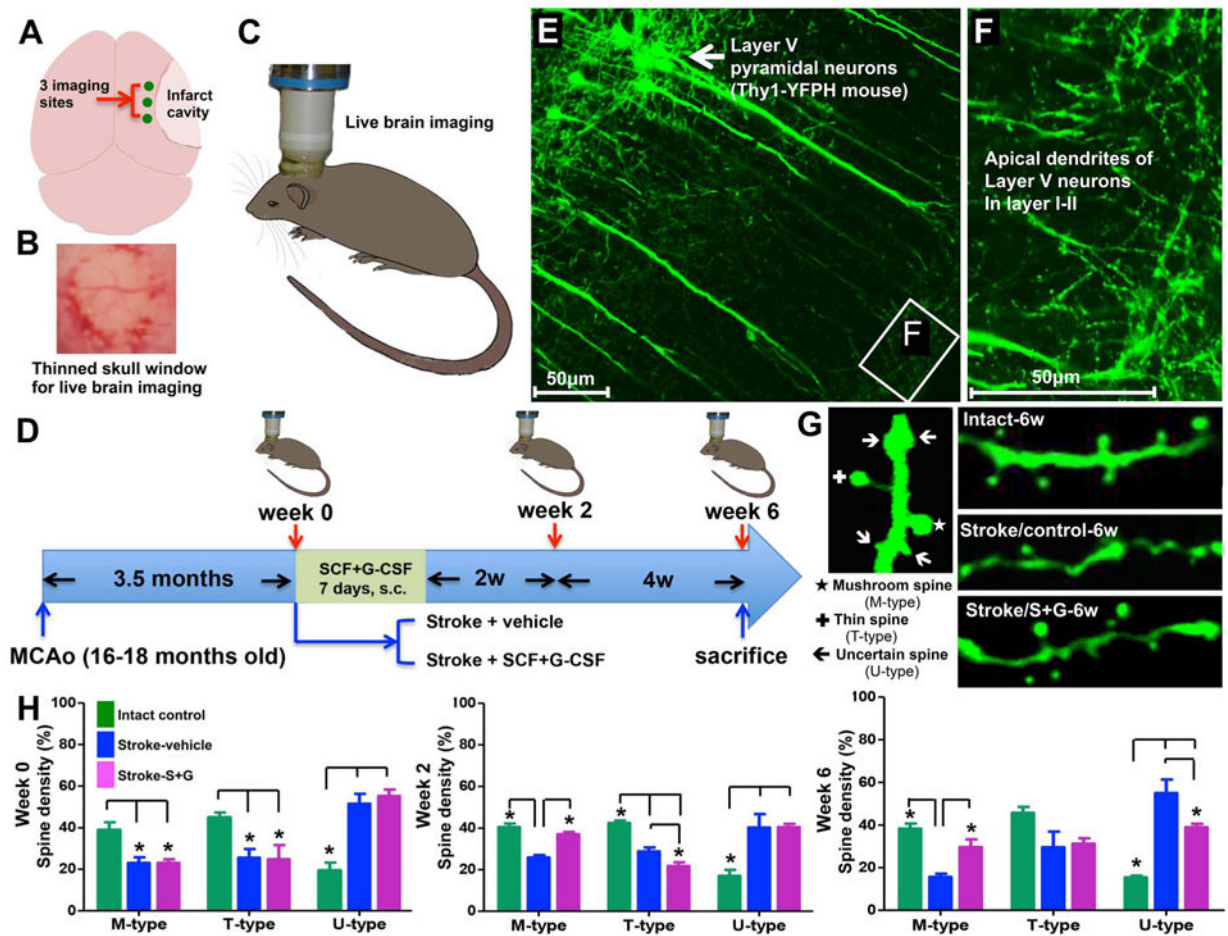 A
3 imaging
sites
Infarct
cavity
B
Thinned skull window
for live brain imaging
C
Live brain imaging
E
Layer V
pyramidal neurons
(Thy1-YFPH mouse)
F
50μm
F
Apical dendrites of
Layer V neurons
In layer I-II
50μm
D
week 0
week 2
week 6
3.5 months
SCF+G-CSF
7 days, s.c.
2w
4w
MCAo (16-18 months old)
Stroke + vehicle
Stroke + SCF+G-CSF
sacrifice
G
★ Mushroom spine
(M-type)
✚ Thin spine
(T-type)
← Uncertain spine
(U-type)
Intact-6w
Stroke/control-6w
Stroke/S+G-6w
H
Intact control
Stroke-vehicle
Stroke-S+G
Week 0
Spine density (%)
100
80
60
40
20
0
* * * * *
M-type T-type U-type
Week 2
Spine density (%)
100
80
60
40
20
0
* * * * *
M-type T-type U-type
Week 6
Spine density (%)
100
80
60
40
20
0
* * * *
M-type T-type U-type